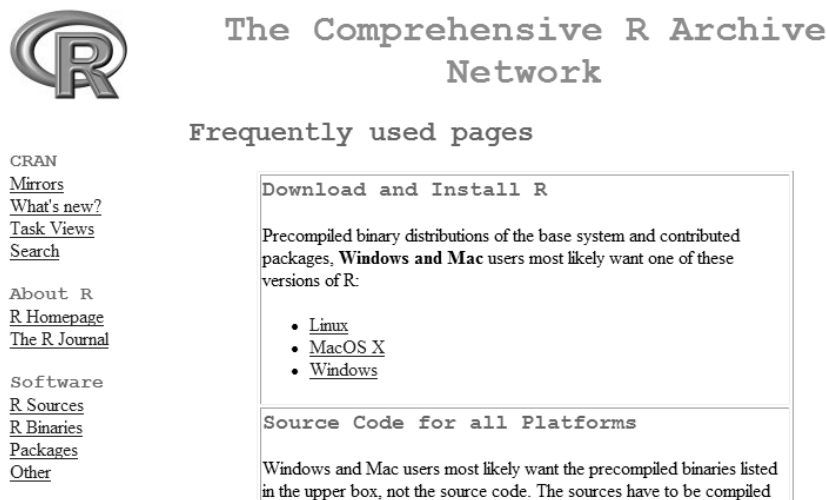 R
The Comprehensive R Archive
Network
Frequently used pages
CRAN
Mirrors
What's new?
Task Views
Search
About R
R Homepage
The R Journal
Software
R Sources
R Binaries
Packages
Other
Download and Install R
Precompiled binary distributions of the base system and contributed
packages, Windows and Mac users most likely want one of these
versions of R:
• Linux
• MacOS X
• Windows
Source Code for all Platforms
Windows and Mac users most likely want the precompiled binaries listed
in the upper box, not the source code. The sources have to be compiled